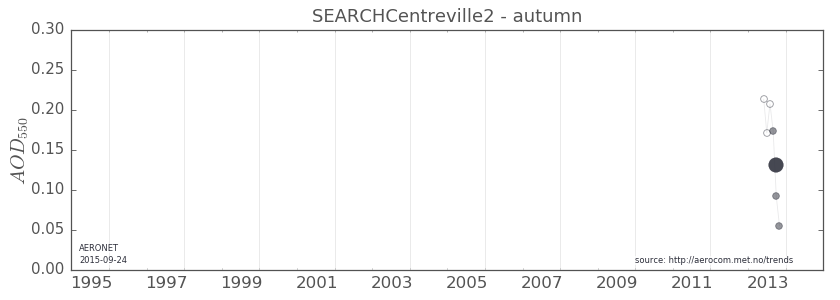 SEARCHCentreville2 - autumn
0.30
0.25
0.20
0.15
0.10
0.05
0.00
AOD550
AERONET
2015-09-24
source: http://aerocom.met.no/trends
1995 1997 1999 2001 2003 2005 2007 2009 2011 2013